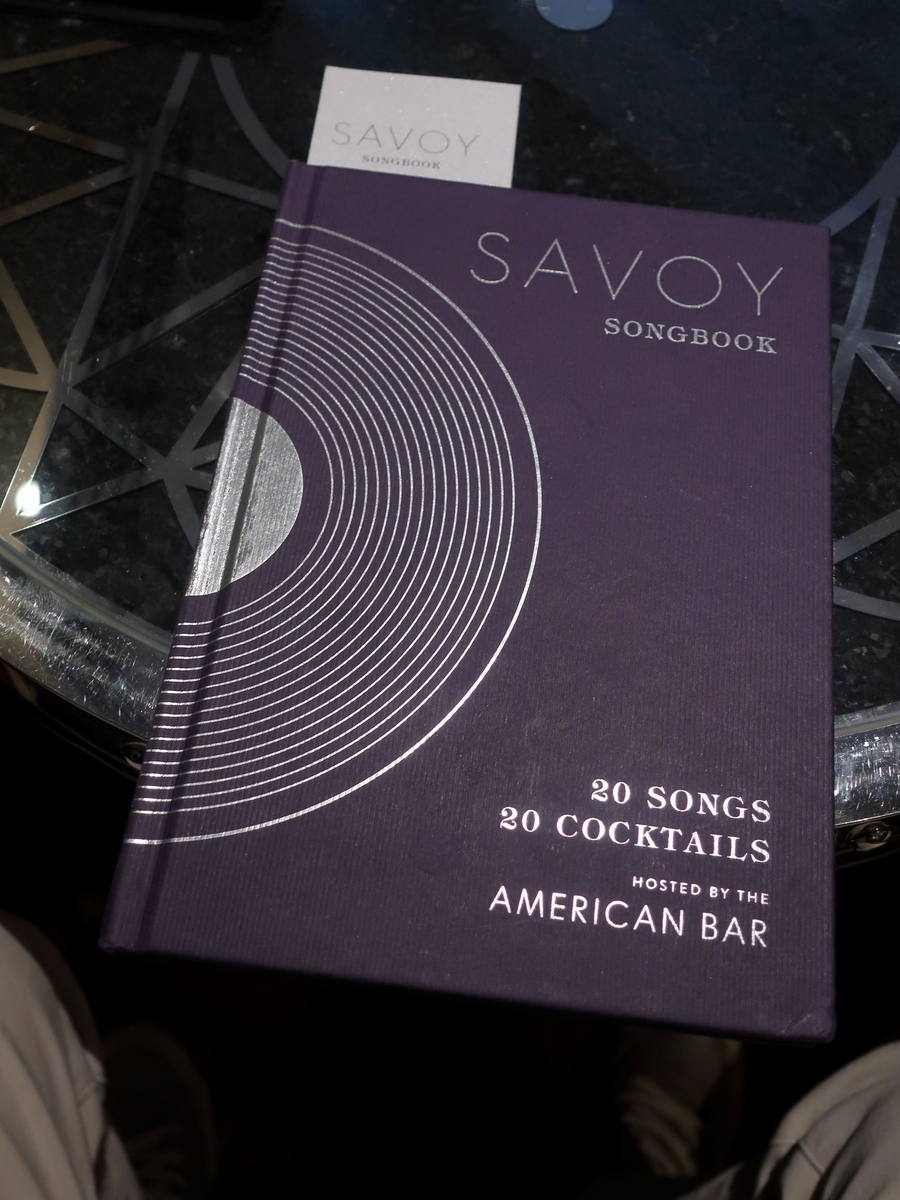 SAVOY
SONGBOOK
SAVOY
SONGBOOK
20 SONGS
20 COCKTAILS
HOSTED BY THE
AMERICAN BAR